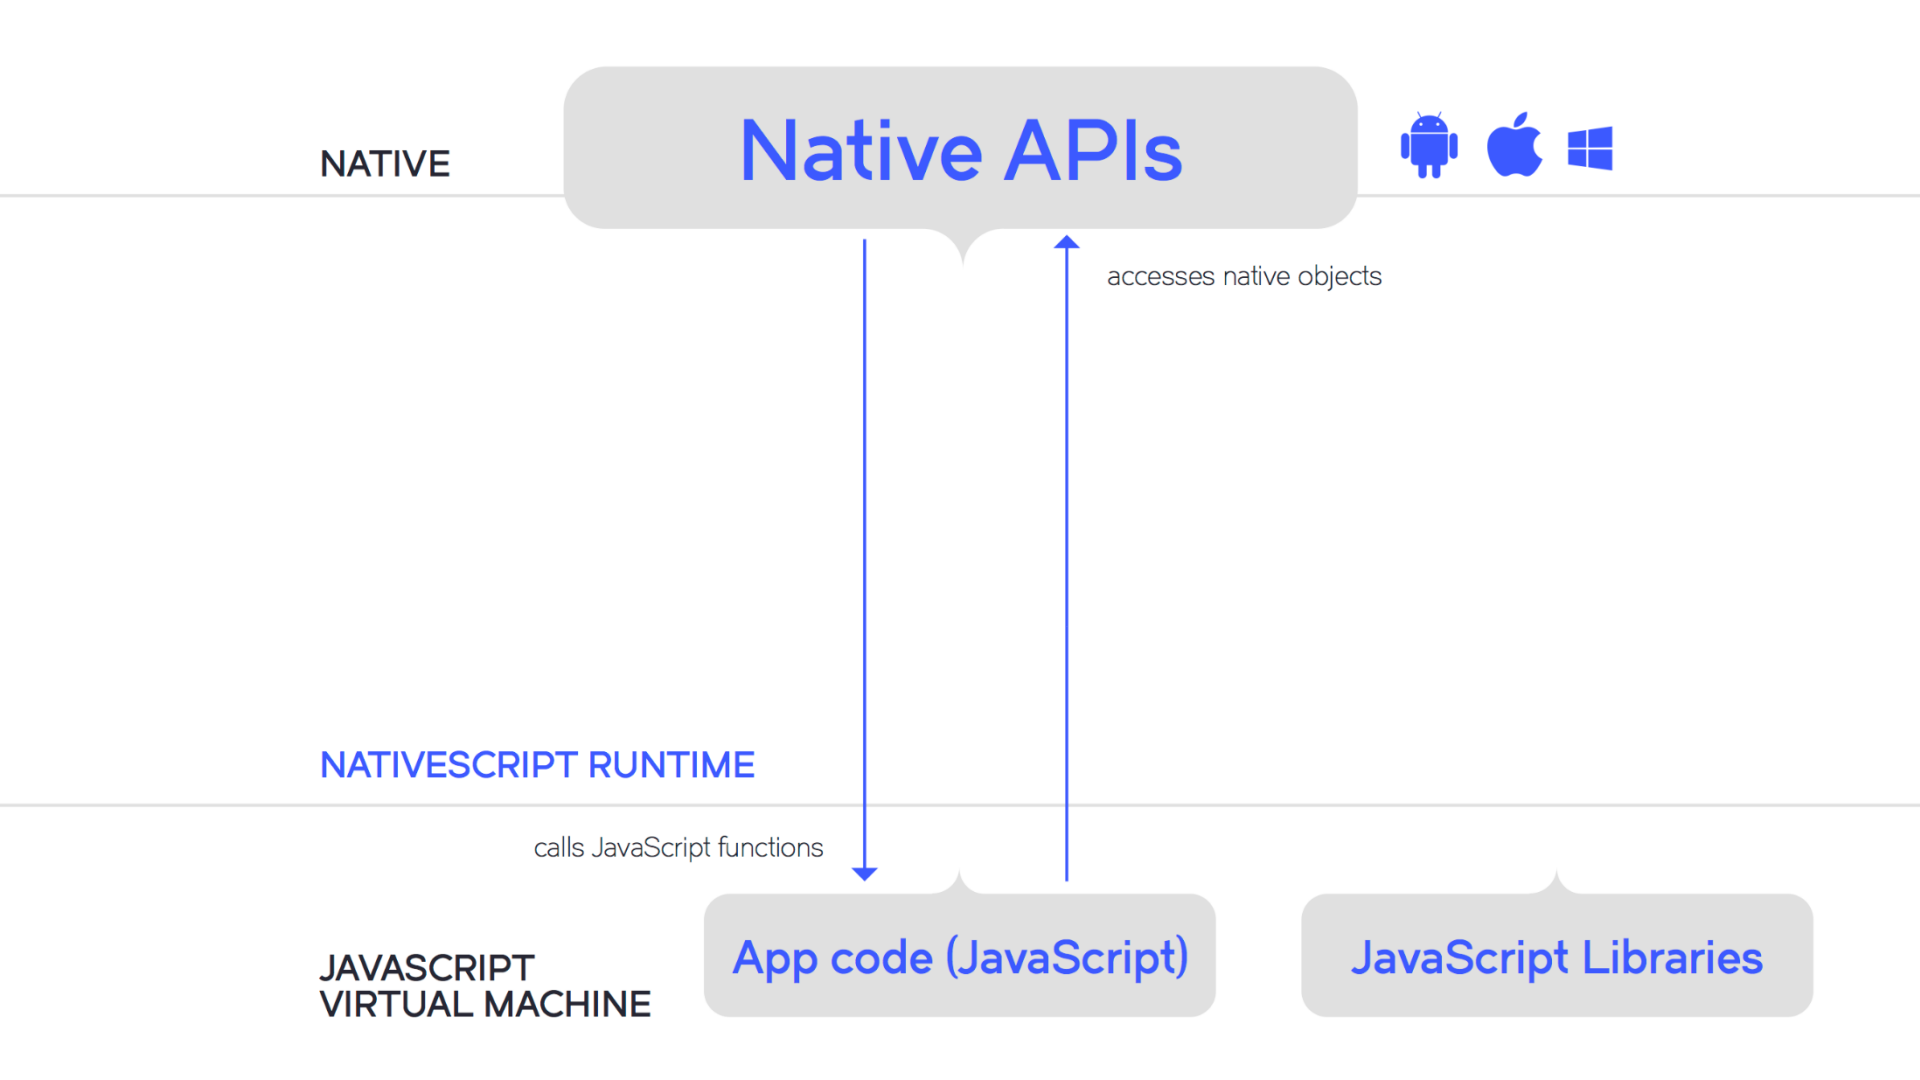 NATIVE
Native APIs
accesses native objects
NATIVESCRIPT RUNTIME
calls JavaScript functions
JAVASCRIPT
VIRTUAL MACHINE
App code (JavaScript)
JavaScript Libraries